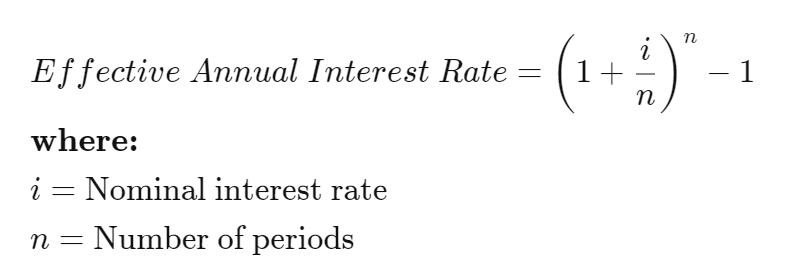 Effective Annual Interest Rate = (1 + i/n)^n − 1
where:
i = Nominal interest rate
n = Number of periods